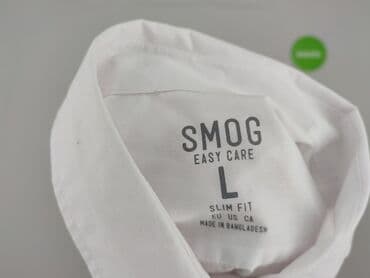 SMOG
EASY CARE
L
SLIM FIT
EU US CA
MADE IN BANGLADESH